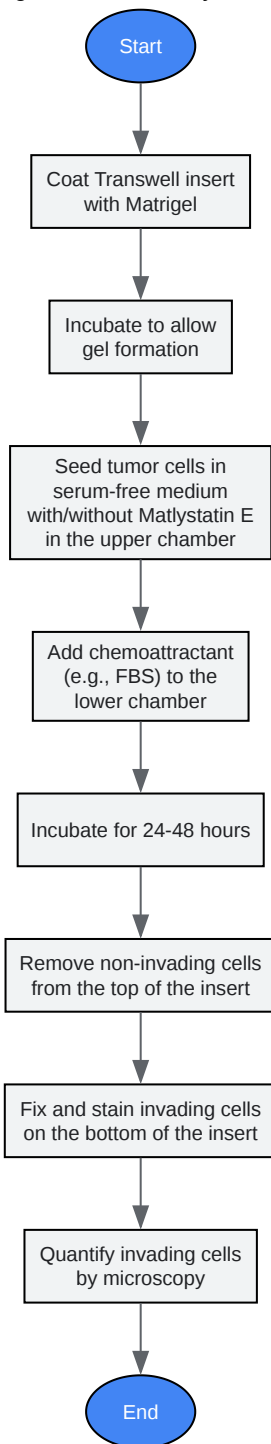 Start
Coat Transwell insert
with Matrigel
Incubate to allow
gel formation
Seed tumor cells in
serum-free medium
with/without Matlystatin E
in the upper chamber
Add chemoattractant
(e.g., FBS) to the
lower chamber
Incubate for 24-48 hours
Remove non-invading cells
from the top of the insert
Fix and stain invading cells
on the bottom of the insert
Quantify invading cells
by microscopy
End